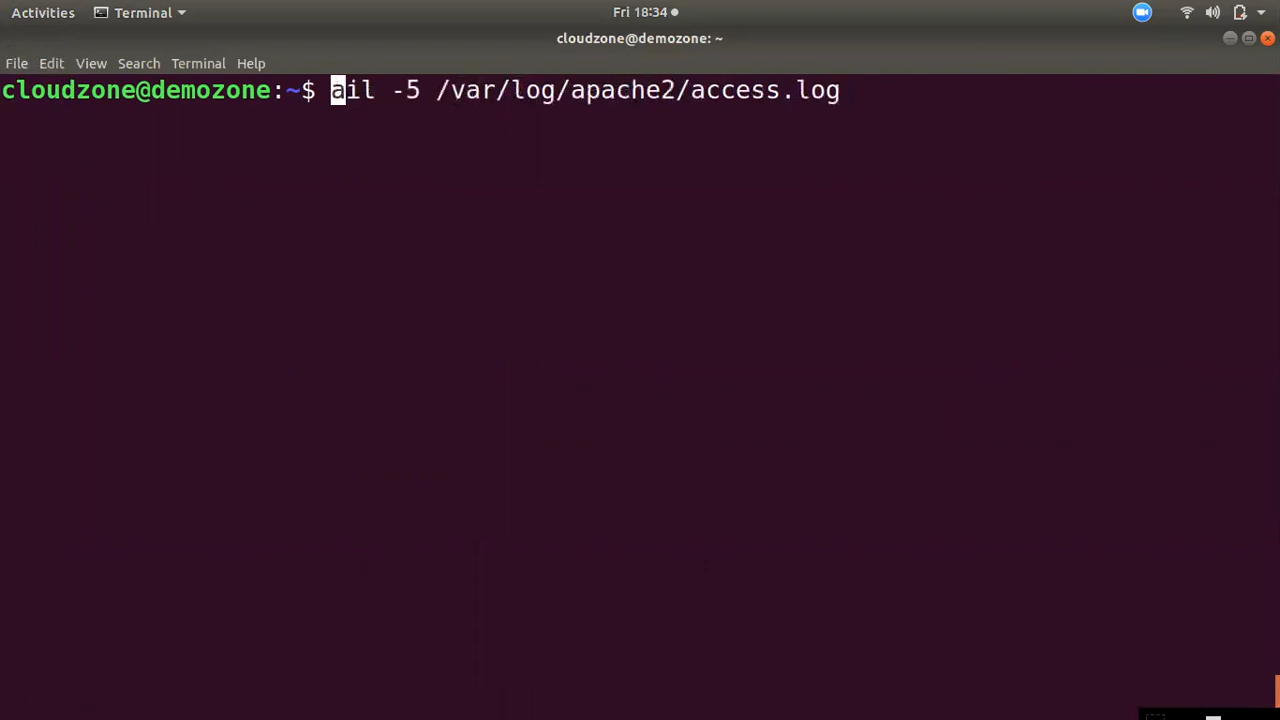 Activities Terminal Fri 18:34
cloudzone@demozone: ~
File Edit View Search Terminal Help
cloudzone@demozone:~$ ail -5 /var/log/apache2/access.log